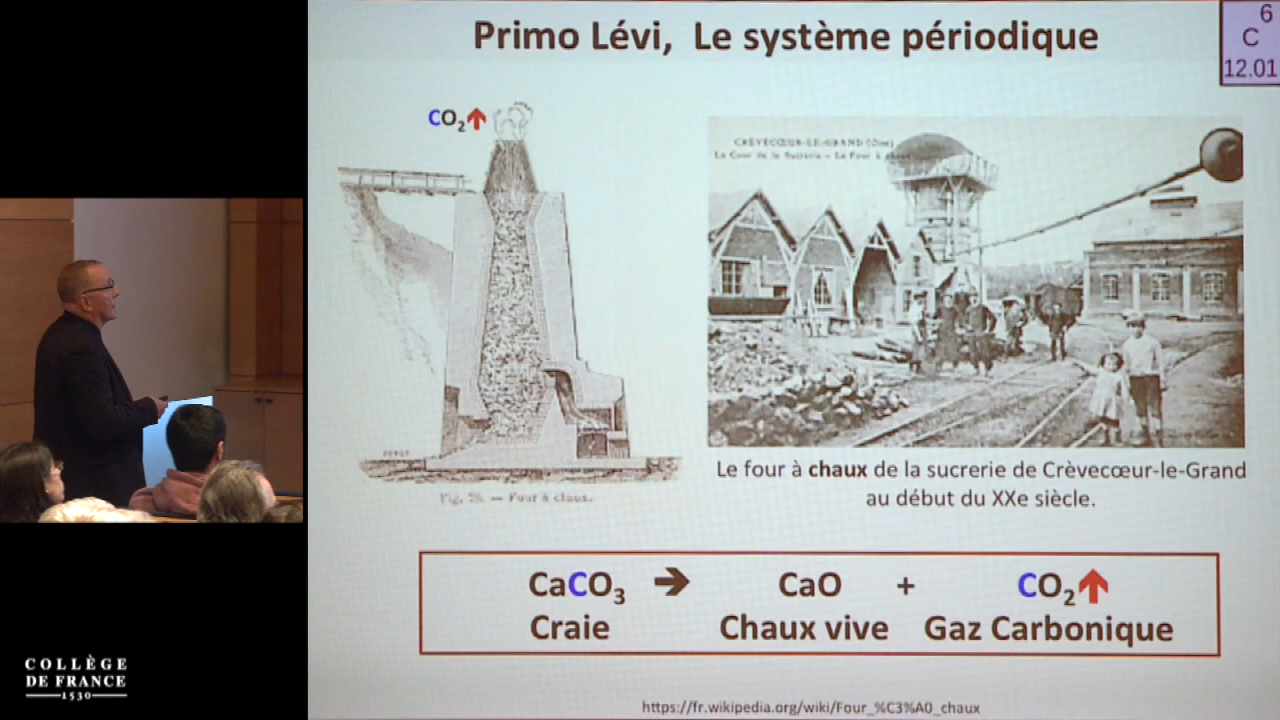 Primo Lévi, Le système périodique
6
C
12.01
CO₂
CRÈVECŒUR-LE-GRAND (Oise)
La Cour de la Sucrerie - Le Four à chaux
Fig. 28. — Four à chaux.
Le four à chaux de la sucrerie de Crèvecœur-le-Grand
au début du XXe siècle.
CaCO₃ ➔ CaO + CO₂
Craie Chaux vive Gaz Carbonique
https://fr.wikipedia.org/wiki/Four_%C3%A0_chaux
COLLÈGE
DE FRANCE
1530